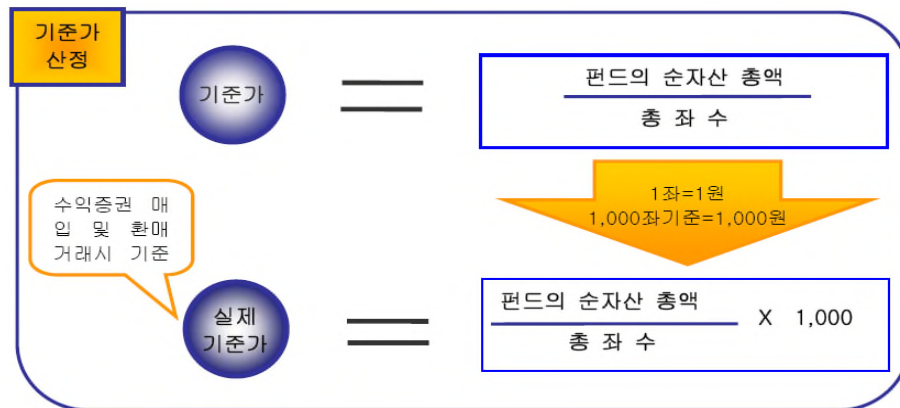 기준가
산정
기준가
펀드의 순자산 총액
총 좌 수
1좌=1원
1,000좌기준=1,000원
수익증권 매
입 및 환매
거래시 기준
실제
기준가
펀드의 순자산 총액
총 좌 수
X 1,000